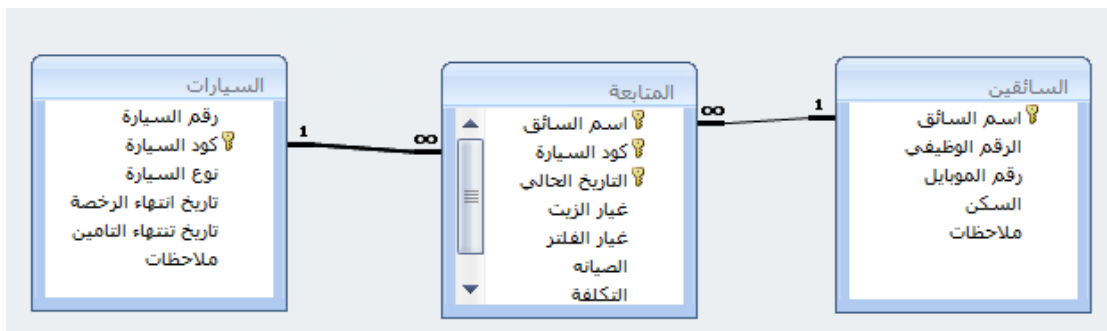 السائقين
اسم السائق
الرقم الوظيفي
رقم الموبايل
السكن
ملاحظات
1
∞
المتابعة
اسم السائق
كود السيارة
التاريخ الحالي
غيار الزيت
غيار الفلتر
الصيانه
التكلفة
∞
1
السيارات
رقم السيارة
كود السيارة
نوع السيارة
تاريخ انتهاء الرخصة
تاريخ تنتهاء التامين
ملاحظات